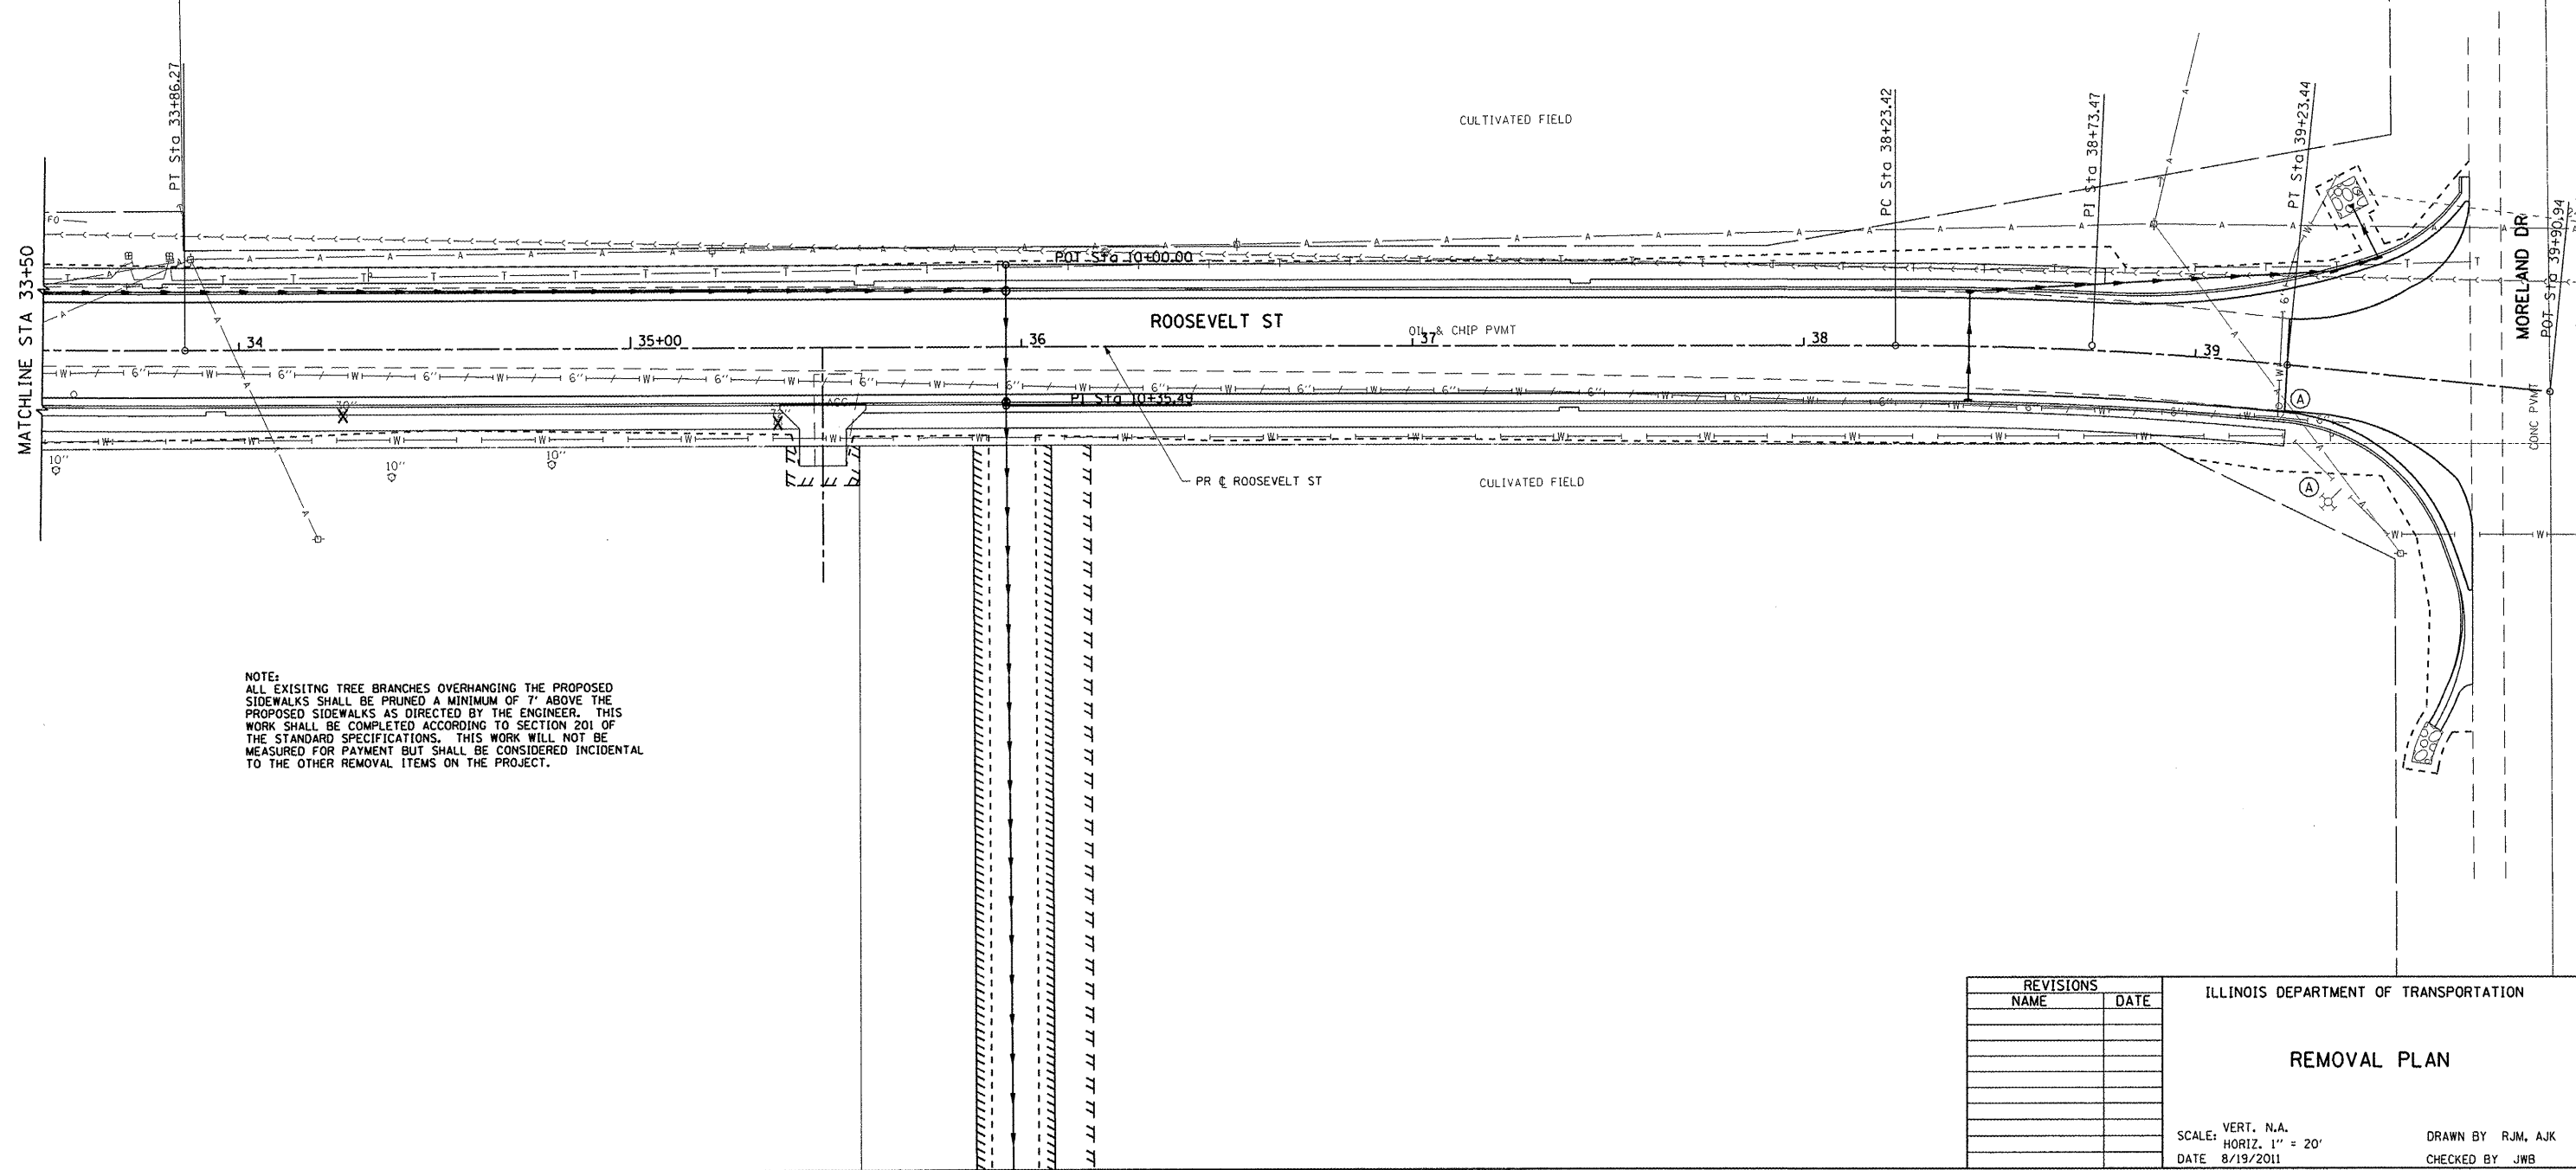 MATCHLINE STA 33+50
PT Sta 33+86.27
FO
CULTIVATED FIELD
PC Sta 38+23.42
PI Sta 38+73.47
PT Sta 39+23.44
MORELAND DR
POT Sta 39+90.94
CONC PVMT
POT Sta 10+00.00
ROOSEVELT ST
OIL & CHIP PVMT
34
35+00
36
37
38
39
PI Sta 10+35.49
10"
10"
10"
PR ℄ ROOSEVELT ST
CULIVATED FIELD
A
A
NOTE:
ALL EXISITNG TREE BRANCHES OVERHANGING THE PROPOSED
SIDEWALKS SHALL BE PRUNED A MINIMUM OF 7' ABOVE THE
PROPOSED SIDEWALKS AS DIRECTED BY THE ENGINEER. THIS
WORK SHALL BE COMPLETED ACCORDING TO SECTION 201 OF
THE STANDARD SPECIFICATIONS. THIS WORK WILL NOT BE
MEASURED FOR PAYMENT BUT SHALL BE CONSIDERED INCIDENTAL
TO THE OTHER REMOVAL ITEMS ON THE PROJECT.
REVISIONS
NAME DATE
ILLINOIS DEPARTMENT OF TRANSPORTATION
REMOVAL PLAN
SCALE: VERT. N.A.
HORIZ. 1" = 20'
DATE 8/19/2011
DRAWN BY RJM, AJK
CHECKED BY JWB